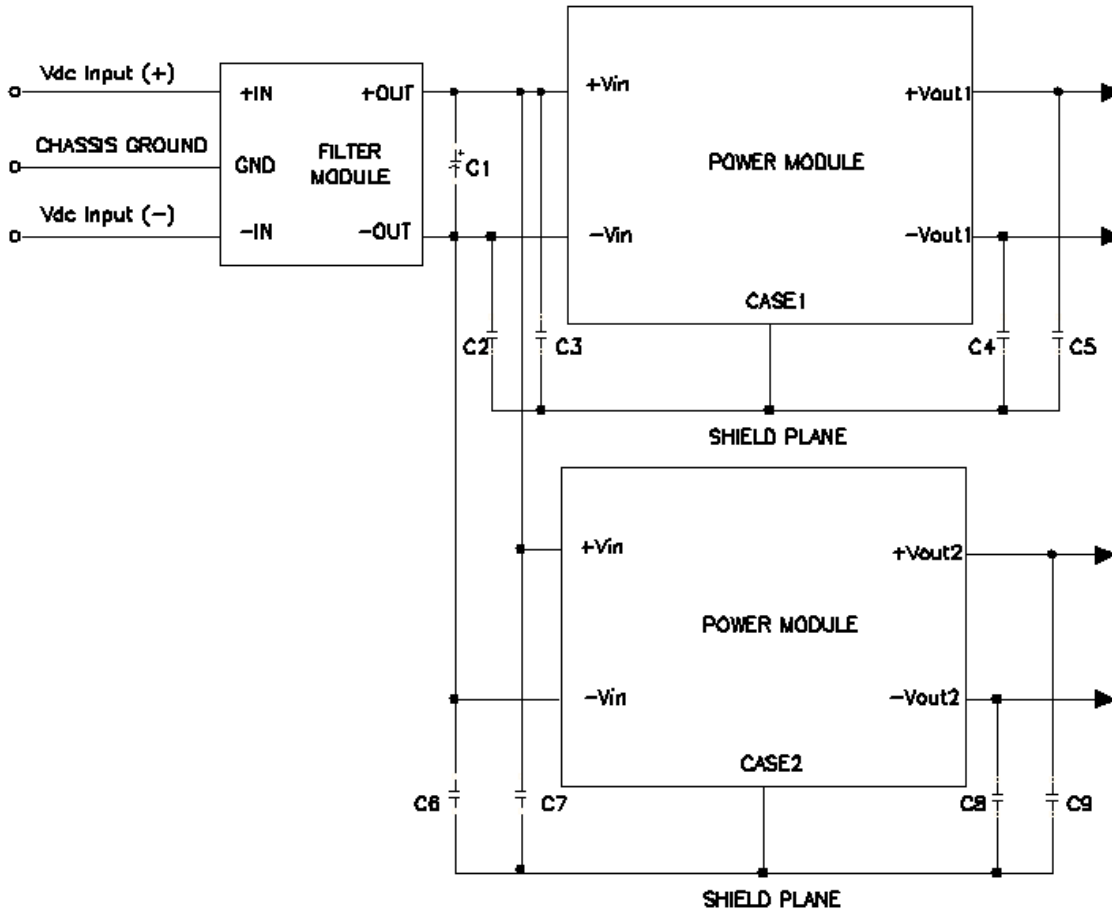 Vdc Input (+)
CHASSIS GROUND
Vdc Input (-)
+IN
+OUT
GND
FILTER
MODULE
-IN
-OUT
+
C1
+Vin
+Vout1
POWER MODULE
-Vin
-Vout1
CASE1
C2
C3
C4
C5
SHIELD PLANE
+Vin
+Vout2
POWER MODULE
-Vin
-Vout2
CASE2
C6
C7
C8
C9
SHIELD PLANE